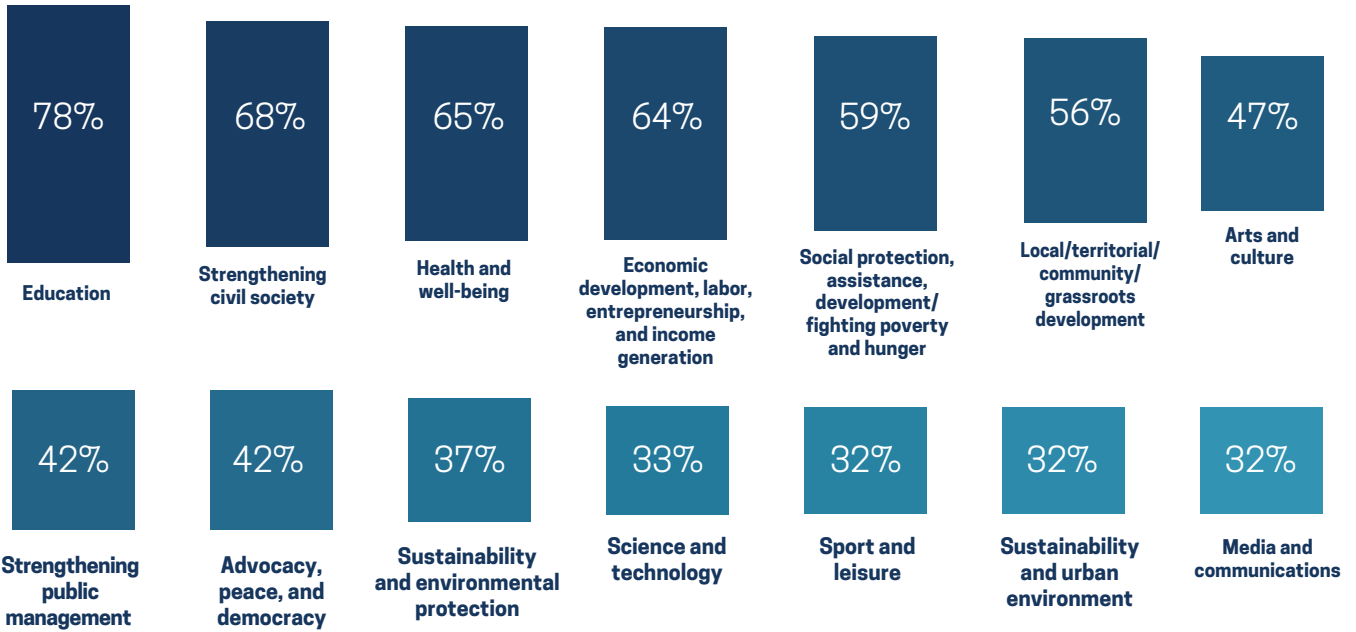 78%
68%
65%
64%
59%
56%
47%
Education
Strengthening
civil society
Health and
well-being
Economic
development, labor,
entrepreneurship,
and income
generation
Social protection,
assistance,
development/
fighting poverty
and hunger
Local/territorial/
community/
grassroots
development
Arts and
culture
42%
42%
37%
33%
32%
32%
32%
Strengthening
public
management
Advocacy,
peace, and
democracy
Sustainability
and environmental
protection
Science and
technology
Sport and
leisure
Sustainability
and urban
environment
Media and
communications